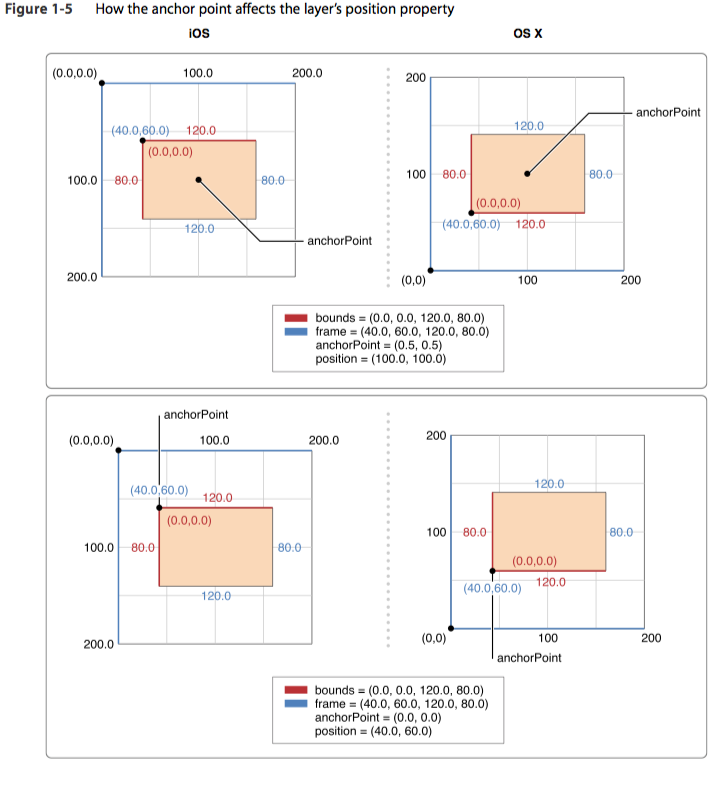 Figure 1-5 How the anchor point affects the layer's position property
iOS
OS X
(0.0,0.0)
100.0
200.0
(40.0,60.0)
120.0
(0.0,0.0)
100.0
80.0
80.0
120.0
anchorPoint
200.0
200
anchorPoint
120.0
100
80.0
80.0
(0.0,0.0)
(40.0,60.0)
120.0
(0,0)
100
200
bounds = (0.0, 0.0, 120.0, 80.0)
frame = (40.0, 60.0, 120.0, 80.0)
anchorPoint = (0.5, 0.5)
position = (100.0, 100.0)
anchorPoint
(0.0,0.0)
100.0
200.0
(40.0,60.0)
120.0
(0.0,0.0)
100.0
80.0
80.0
120.0
200.0
200
120.0
100
80.0
80.0
(0.0,0.0)
(40.0,60.0)
120.0
(0,0)
100
200
anchorPoint
bounds = (0.0, 0.0, 120.0, 80.0)
frame = (40.0, 60.0, 120.0, 80.0)
anchorPoint = (0.0, 0.0)
position = (40.0, 60.0)